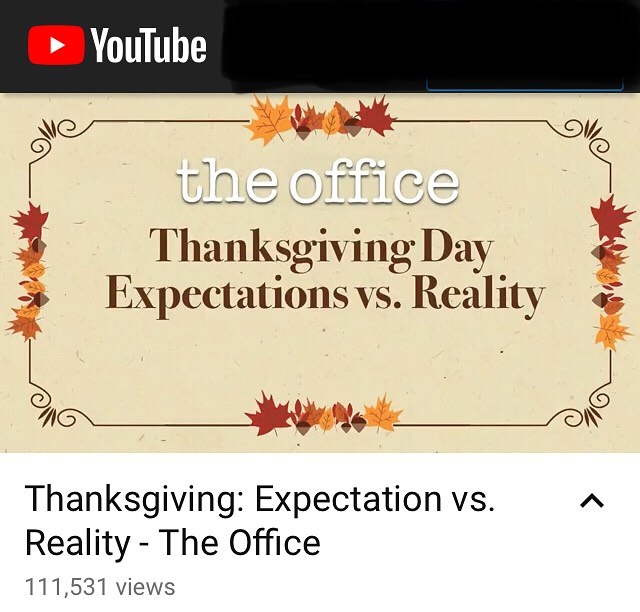 YouTube
the office
Thanksgiving Day
Expectations vs. Reality
Thanksgiving: Expectation vs.
Reality - The Office
111,531 views